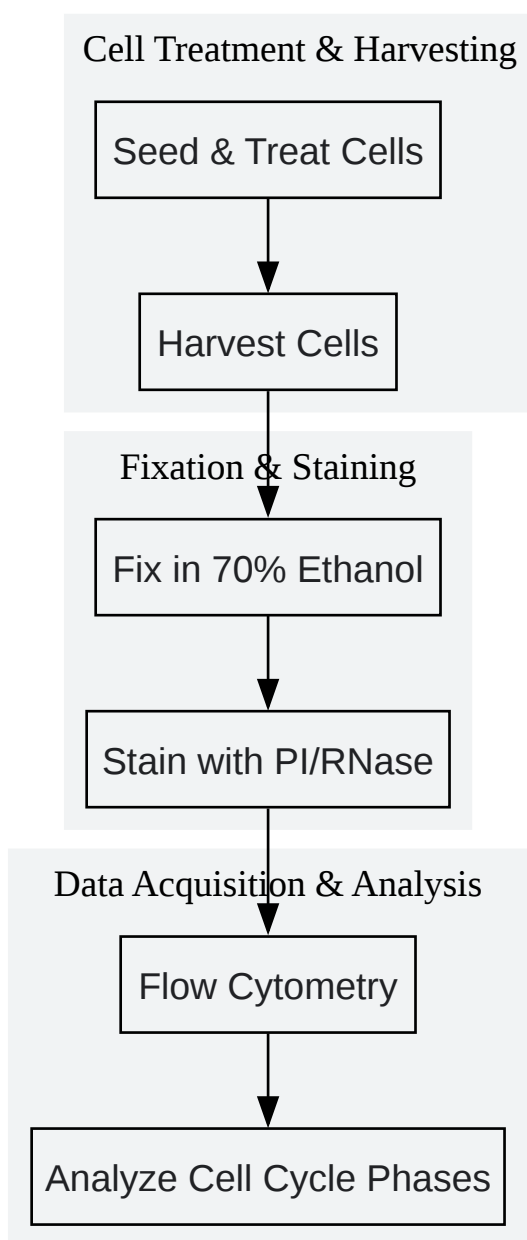 Cell Treatment & Harvesting
Seed & Treat Cells
Harvest Cells
Fixation & Staining
Fix in 70% Ethanol
Stain with PI/RNase
Data Acquisition & Analysis
Flow Cytometry
Analyze Cell Cycle Phases